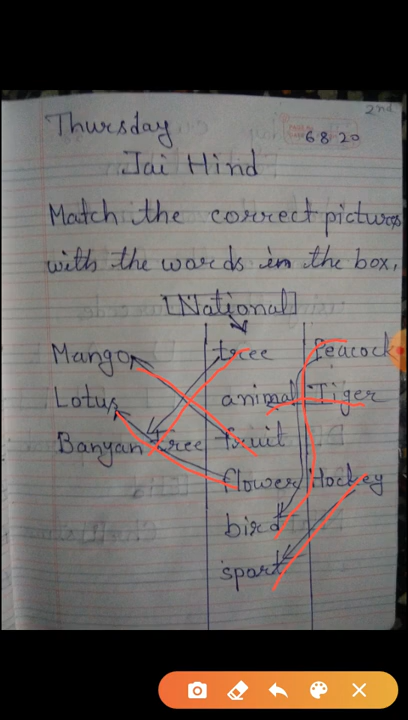 2nd
Thursday
6 8 20
Jai Hind
Match the correct pictures
with the words in the box.
National
Mango tree Peacock
Lotus animal Tiger
Banyan tree fruit
flower Hockey
bird
sport